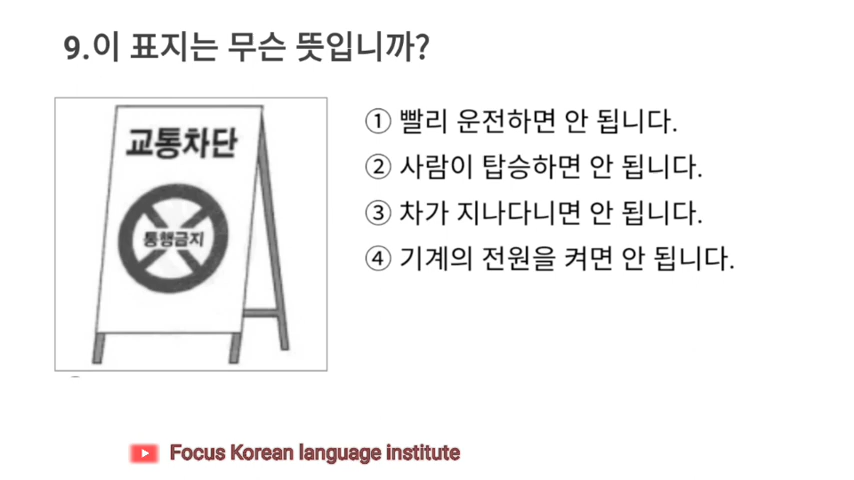 9.이 표지는 무슨 뜻입니까?
교통차단
통행금지
① 빨리 운전하면 안 됩니다.
② 사람이 탑승하면 안 됩니다.
③ 차가 지나다니면 안 됩니다.
④ 기계의 전원을 켜면 안 됩니다.
Focus Korean language institute